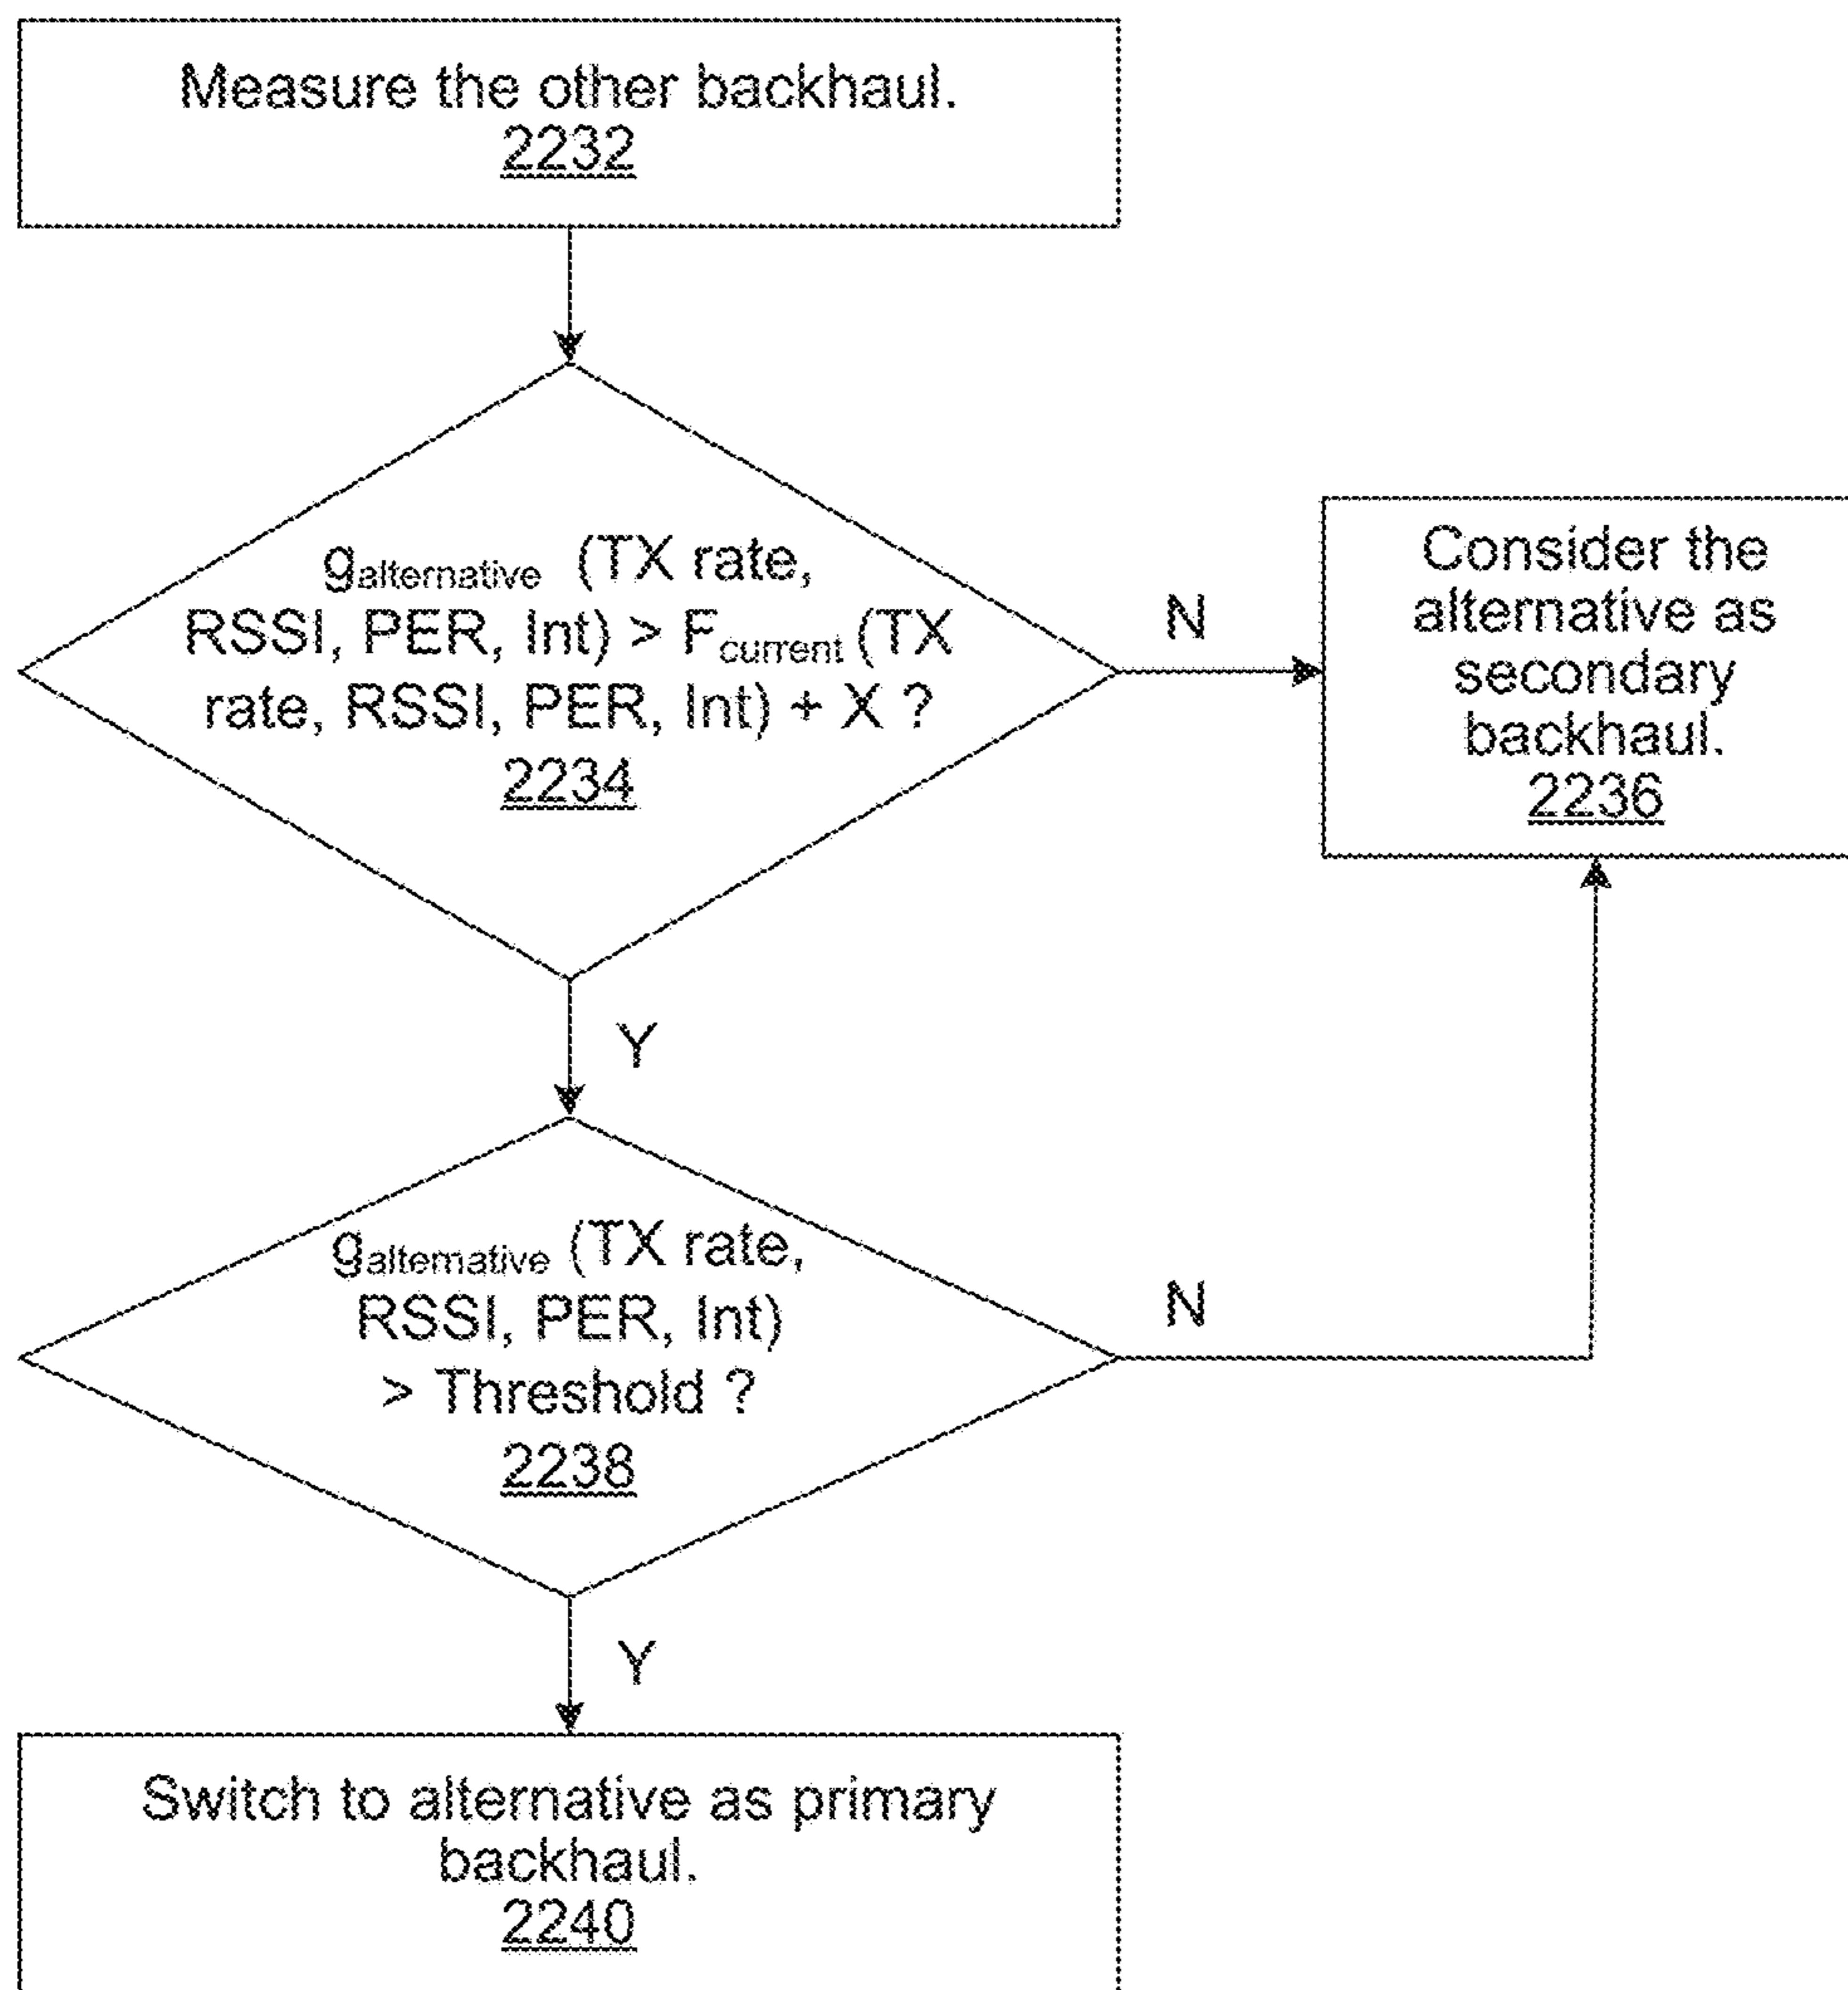 Measure the other backhaul.
2232
galternative (TX rate,
RSSI, PER, Int) > Fcurrent (TX
rate, RSSI, PER, Int) + X ?
2234
N
Consider the
alternative as
secondary
backhaul.
2236
Y
galternative (TX rate,
RSSI, PER, Int)
> Threshold ?
2238
N
Y
Switch to alternative as primary
backhaul.
2240